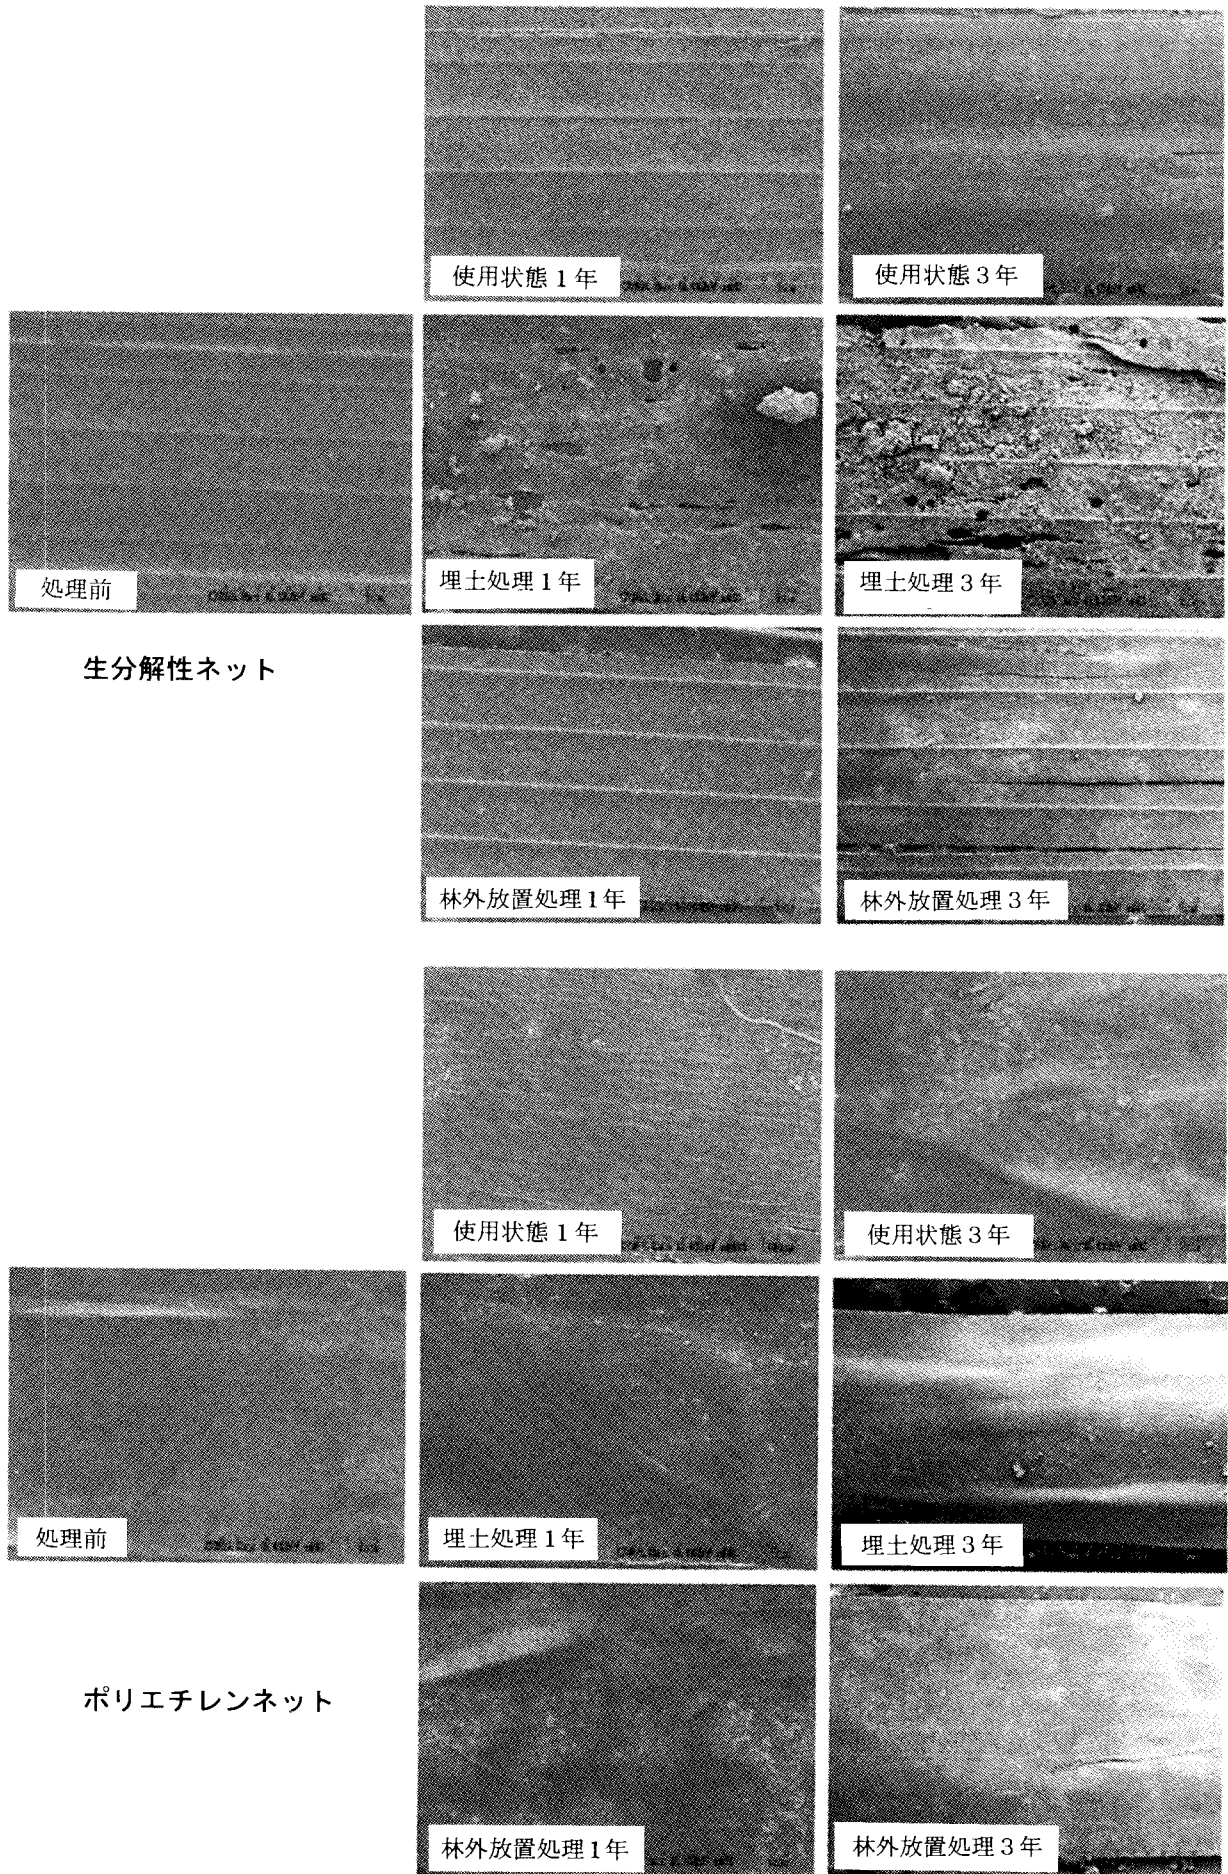 使用状態1年
使用状態3年
処理前
埋土処理1年
埋土処理3年
生分解性ネット
林外放置処理1年
林外放置処理3年
使用状態1年
使用状態3年
処理前
埋土処理1年
埋土処理3年
ポリエチレンネット
林外放置処理1年
林外放置処理3年